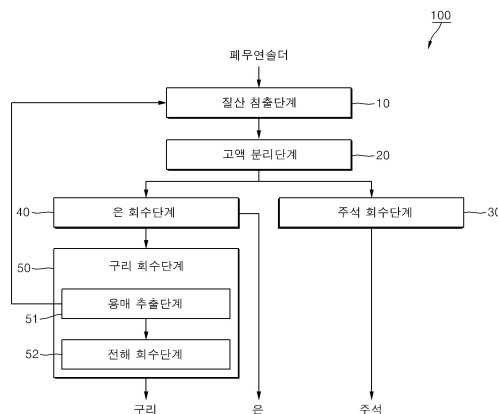 100
폐무연솔더
질산 침출단계
10
고액 분리단계
20
40
은 회수단계
주석 회수단계
30
50
구리 회수단계
용매 추출단계
51
52
전해 회수단계
구리
은
주석